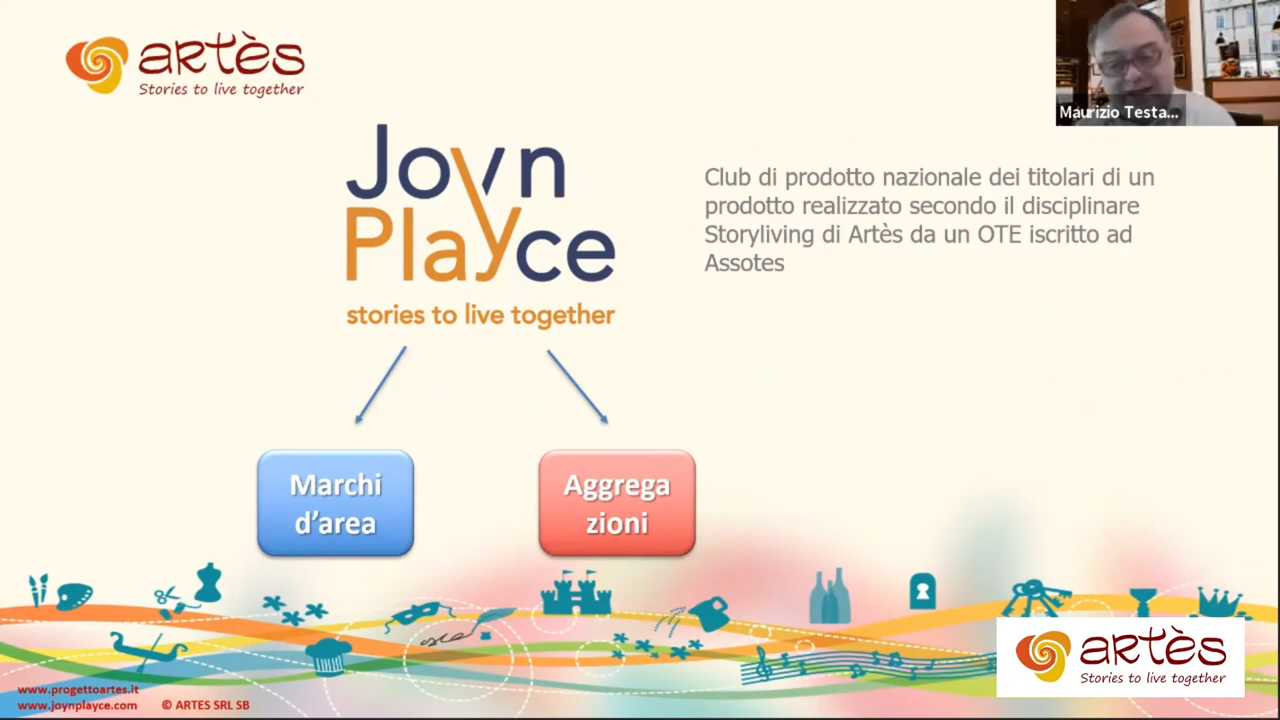 artès
Stories to live together
Maurizio Testa...
Joyn
Playce
stories to live together
Club di prodotto nazionale dei titolari di un
prodotto realizzato secondo il disciplinare
Storyliving di Artès da un OTE iscritto ad
Assotes
Marchi
d’area
Aggrega
zioni
www.progettoartes.it
www.joynplayce.com © ARTES SRL SB
artès
Stories to live together